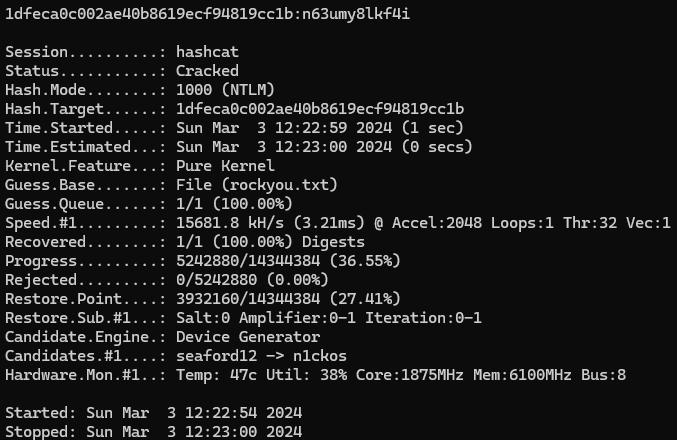 1dfeca0c002ae40b8619ecf94819cc1b:n63umy8lkf4i

Session..........: hashcat
Status...........: Cracked
Hash.Mode........: 1000 (NTLM)
Hash.Target......: 1dfeca0c002ae40b8619ecf94819cc1b
Time.Started.....: Sun Mar  3 12:22:59 2024 (1 sec)
Time.Estimated...: Sun Mar  3 12:23:00 2024 (0 secs)
Kernel.Feature...: Pure Kernel
Guess.Base.......: File (rockyou.txt)
Guess.Queue......: 1/1 (100.00%)
Speed.#1.........: 15681.8 kH/s (3.21ms) @ Accel:2048 Loops:1 Thr:32 Vec:1
Recovered........: 1/1 (100.00%) Digests
Progress.........: 5242880/14344384 (36.55%)
Rejected.........: 0/5242880 (0.00%)
Restore.Point....: 3932160/14344384 (27.41%)
Restore.Sub.#1...: Salt:0 Amplifier:0-1 Iteration:0-1
Candidate.Engine.: Device Generator
Candidates.#1....: seaford12 -> n1ckos
Hardware.Mon.#1..: Temp: 47c Util: 38% Core:1875MHz Mem:6100MHz Bus:8

Started: Sun Mar  3 12:22:54 2024
Stopped: Sun Mar  3 12:23:00 2024